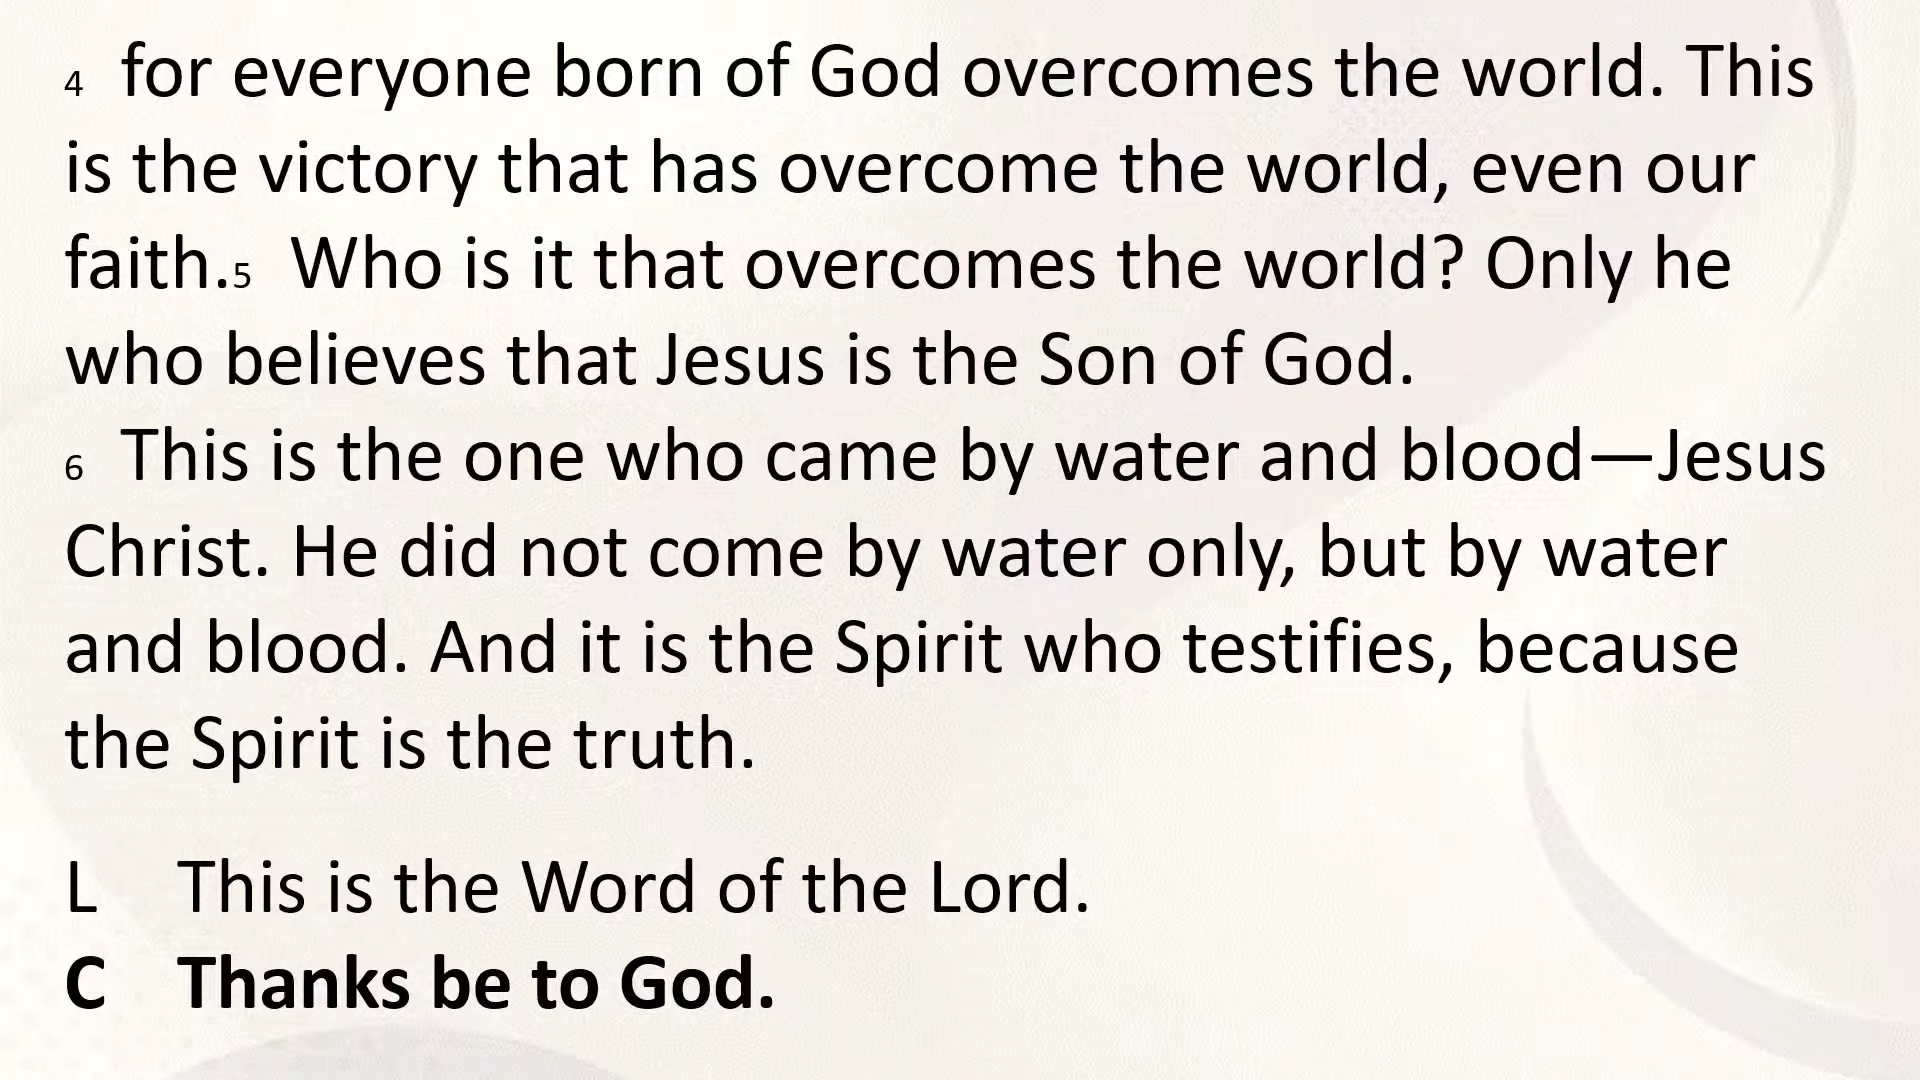 4 for everyone born of God overcomes the world. This
is the victory that has overcome the world, even our
faith.5 Who is it that overcomes the world? Only he
who believes that Jesus is the Son of God.
6 This is the one who came by water and blood—Jesus
Christ. He did not come by water only, but by water
and blood. And it is the Spirit who testifies, because
the Spirit is the truth.
L This is the Word of the Lord.
C Thanks be to God.